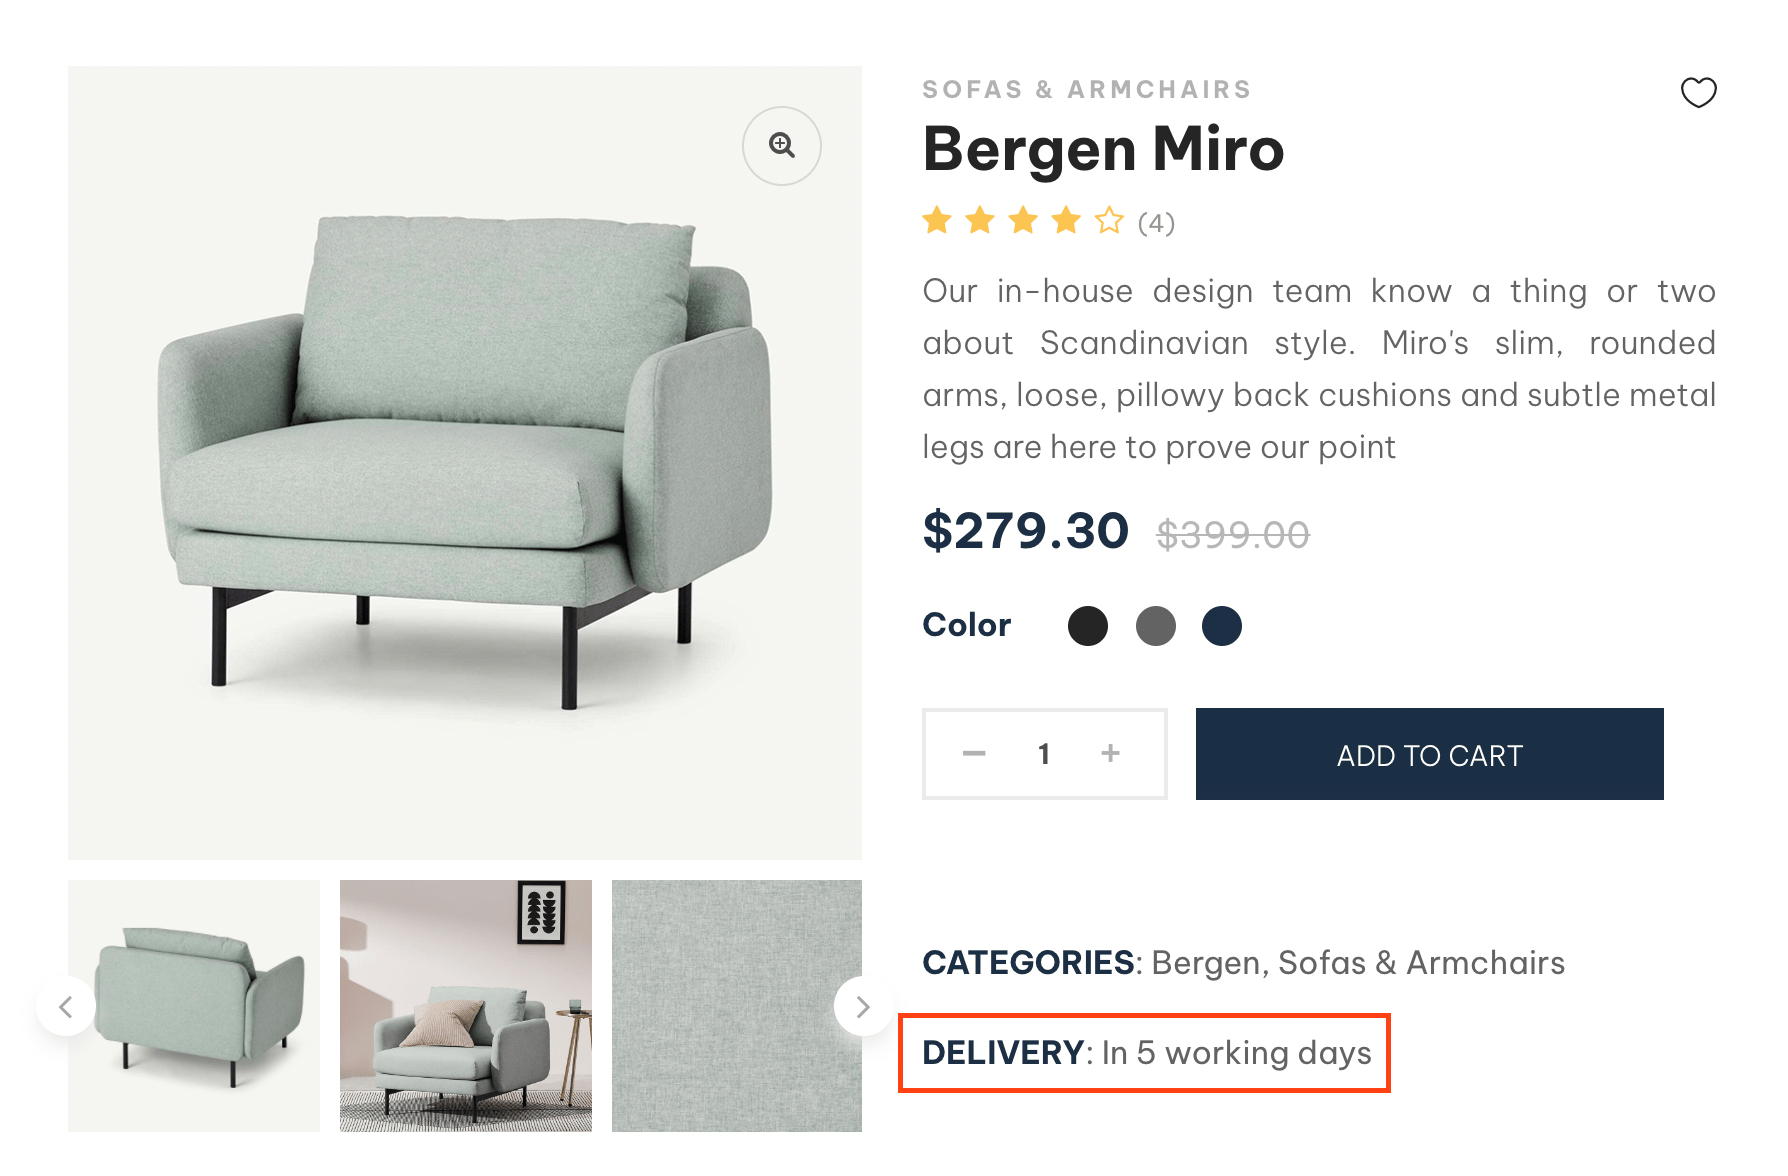 SOFAS & ARMCHAIRS
Bergen Miro
(4)
Our in-house design team know a thing or two
about Scandinavian style. Miro's slim, rounded
arms, loose, pillowy back cushions and subtle metal
legs are here to prove our point
$279.30 $399.00
Color
1
ADD TO CART
CATEGORIES: Bergen, Sofas & Armchairs
DELIVERY: In 5 working days